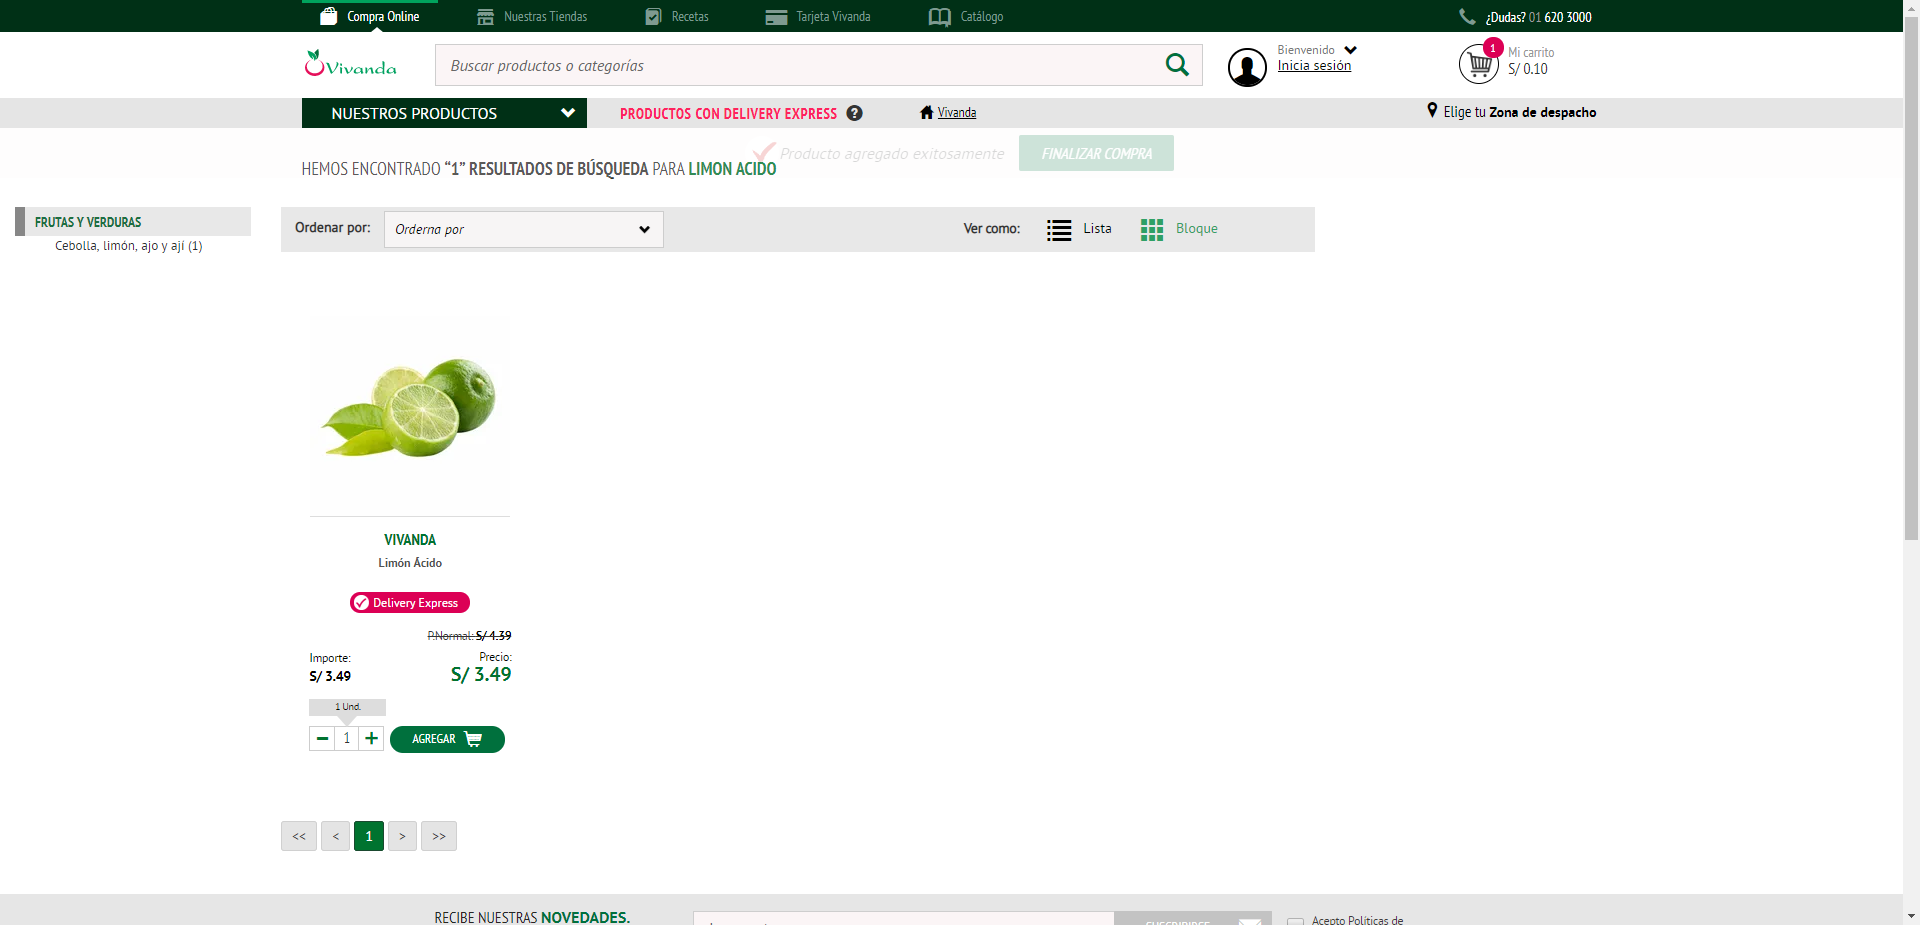 Compra Online
Nuestras Tiendas
Recetas
Tarjeta Vivanda
Catálogo
¿Dudas? 01 620 3000
Vivanda
Buscar productos o categorías
Bienvenido
Inicia sesión
1
Mi carrito
S/ 0.10
NUESTROS PRODUCTOS
PRODUCTOS CON DELIVERY EXPRESS ?
Vivanda
Elige tu Zona de despacho
Producto agregado exitosamente
FINALIZAR COMPRA
HEMOS ENCONTRADO “1” RESULTADOS DE BÚSQUEDA PARA LIMON ACIDO
FRUTAS Y VERDURAS
Cebolla, limón, ajo y ají (1)
Ordenar por:
Orderna por
Ver como:
Lista
Bloque
VIVANDA
Limón Ácido
Delivery Express
P.Normal: S/ 4.39
Importe:
Precio:
S/ 3.49
S/ 3.49
1 Und.
− 1 +
AGREGAR
<< < 1 > >>
RECIBE NUESTRAS NOVEDADES.
SUSCRIBIRSE
Acepto Políticas de